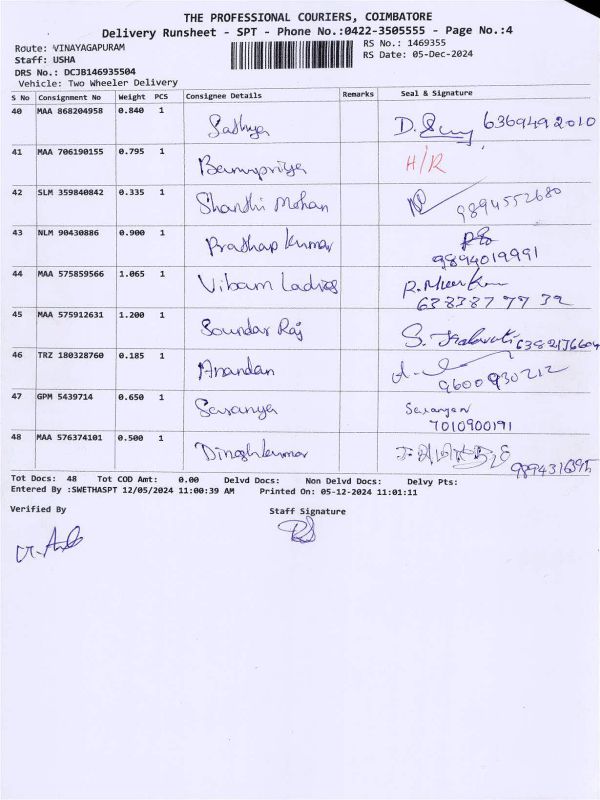 THE PROFESSIONAL COURIERS, COIMBATORE
Delivery Runsheet - SPT - Phone No.:0422-3505555 - Page No.:4
Route: VINAYAGAPURAM
Staff: USHA
DRS No.: DCJB146935504
Vehicle: Two Wheeler Delivery
RS No.: 1469355
RS Date: 05-Dec-2024
S No Consignment No Weight PCS Consignee Details Remarks Seal & Signature
40 MAA 868204958 0.840 1 Sathya 6369492010
41 MAA 706190155 0.795 1 Banupriya H/R
42 SLM 359840842 0.335 1 Shanthi Mohan 9894552680
43 NLM 90430886 0.900 1 Prathap Kumar
9894019991
44 MAA 575859566 1.065 1 Vibam Ladies
638387 79 32
45 MAA 575912631 1.200 1 Soundar Raj
46 TRZ 180328760 0.185 1 Anandan
9600930212
47 GPM 5439714 0.650 1 Saranya
7010900191
48 MAA 576374101 0.500 1 Dineshkumar
Tot Docs: 48 Tot COD Amt: 0.00 Delvd Docs: Non Delvd Docs: Delvy Pts:
Entered By :SWETHASPT 12/05/2024 11:00:39 AM Printed On: 05-12-2024 11:01:11
Verified By Staff Signature